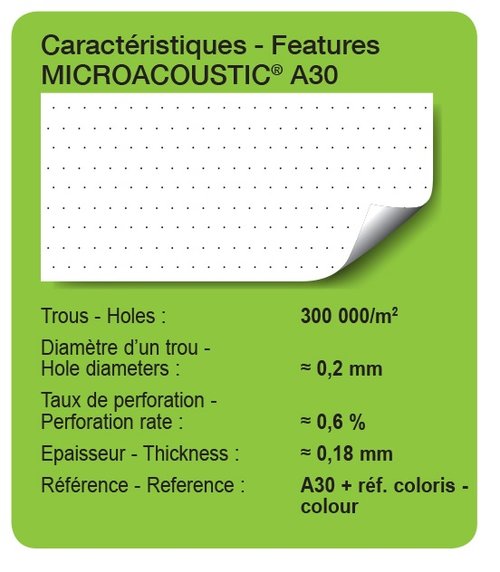 Caractéristiques - Features
MICROACOUSTIC® A30
Trous - Holes : 300 000/m²
Diamètre d'un trou -
Hole diameters : ≈ 0,2 mm
Taux de perforation -
Perforation rate : ≈ 0,6 %
Epaisseur - Thickness : ≈ 0,18 mm
Référence - Reference : A30 + réf. coloris -
colour